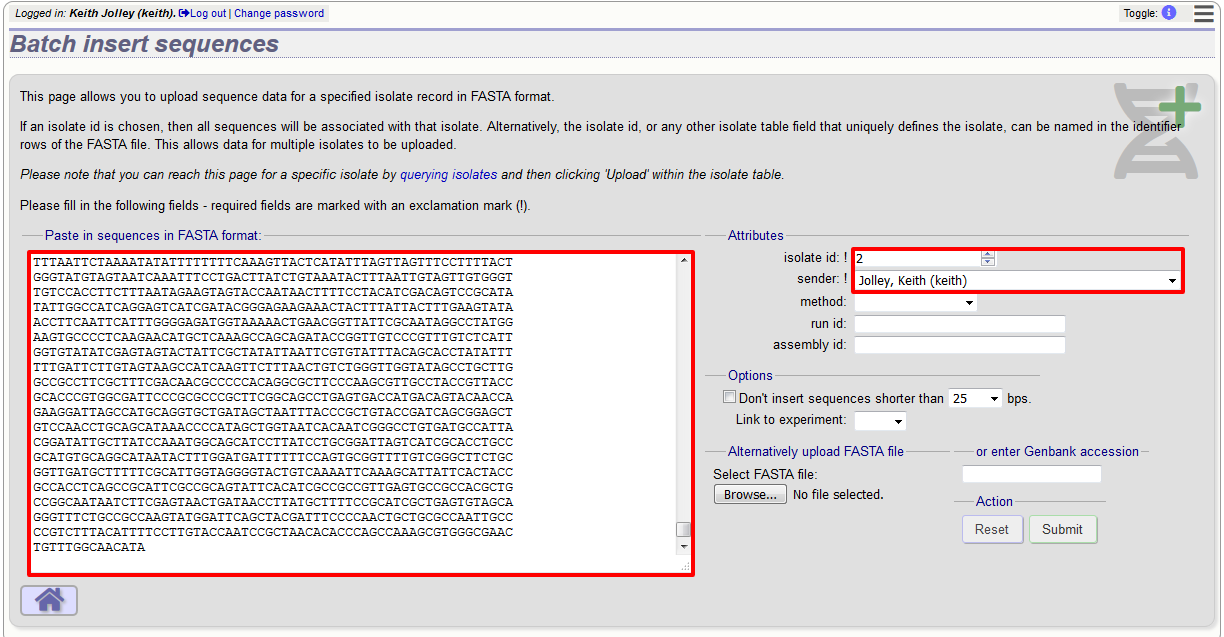 Logged in: Keith Jolley (keith). Log out | Change password
Toggle: i
Batch insert sequences
This page allows you to upload sequence data for a specified isolate record in FASTA format.
If an isolate id is chosen, then all sequences will be associated with that isolate. Alternatively, the isolate id, or any other isolate table field that uniquely defines the isolate, can be named in the identifier
rows of the FASTA file. This allows data for multiple isolates to be uploaded.
Please note that you can reach this page for a specific isolate by querying isolates and then clicking 'Upload' within the isolate table.
Please fill in the following fields - required fields are marked with an exclamation mark (!).
Paste in sequences in FASTA format:
TTTAATTCTAAAATATATTTTTTTTCAAAGTTACTCATATTTAGTTAGTTTCCTTTTACT
GGGTATGTAGTAATCAAATTTCCTGACTTATCTGTAAATACTTTAATTGTAGTTGTGGGT
TGTCCACCTTCTTTAATAGAAGTAGTACCAATAACTTTTCCTACATCGACAGTCCGCATA
TATTGGCCATCAGGAGTCATCGATACGGGAGAAGAAACTACTTTATTACTTTGAAGTATA
ACCTTCAATTCATTTGGGGAGATGGTAAAAACTGAACGGTTATTCGCAATAGGCCTATGG
AAGTGCCCCTCAAGAACATGCTCAAAGCCAGCAGATACCGGTTGTCCCGTTTGTCTCATT
GGTGTATATCGAGTAGTACTATTCGCTATATTAATTCGTGTATTTACAGCACCTATATTT
TTTGATTCTTGTAGTAAGCCATCAAGTTCTTTAACTGTCTGGGTTGGTATAGCCTGCTTG
GCCGCCTTCGCTTTCGACAACGCCCCCACAGGCGCTTCCCAAGCGTTGCCTACCGTTACC
GCACCCGTGGCGATTCCCGCGCCCGCTTCGGCAGCCTGAGTGACCATGACAGTACAACCA
GAAGGATTAGCCATGCAGGTGCTGATAGCTAATTTACCCGCTGTACCGATCAGCGGAGCT
GTCCAACCTGCAGCATAAACCCCATAGCTGGTAATCACAATCGGGCCTGTGATGCCATTA
CGGATATTGCTTATCCAAATGGCAGCATCCTTATCCTGCGGATTAGTCATCGCACCTGCC
GCATGTGCAGGCATAATACTTTGGATGATTTTTTCCAGTGCGGTTTTGTCGGGCTTCTGC
GGTTGATGCTTTTTCGCATTGGTAGGGGTACTGTCAAAATTCAAAGCATTATTCACTACC
GCCACCTCAGCCGCATTCGCCGCAGTATTCACATCGCCGCCGTTGAGTGCCGCCACGCTG
CCGGCAATAATCTTCGAGTAACTGATAACCTTATGCTTTTCCGCATCGCTGAGTGTAGCA
GGGTTTCTGCCGCCAAGTATGGATTCAGCTACGATTTCCCCAACTGCTGCGCCAATTGCC
CCGTCTTTACATTTTCCTTGTACCAATCCGCTAACACACCCAGCCAAAGCGTGGGCGAAC
TGTTTGGCAACATA
Attributes
isolate id: ! 2
sender: ! Jolley, Keith (keith)
method:
run id:
assembly id:
Options
Don't insert sequences shorter than 25 bps.
Link to experiment:
Alternatively upload FASTA file
Select FASTA file:
Browse... No file selected.
or enter Genbank accession
Action
Reset Submit